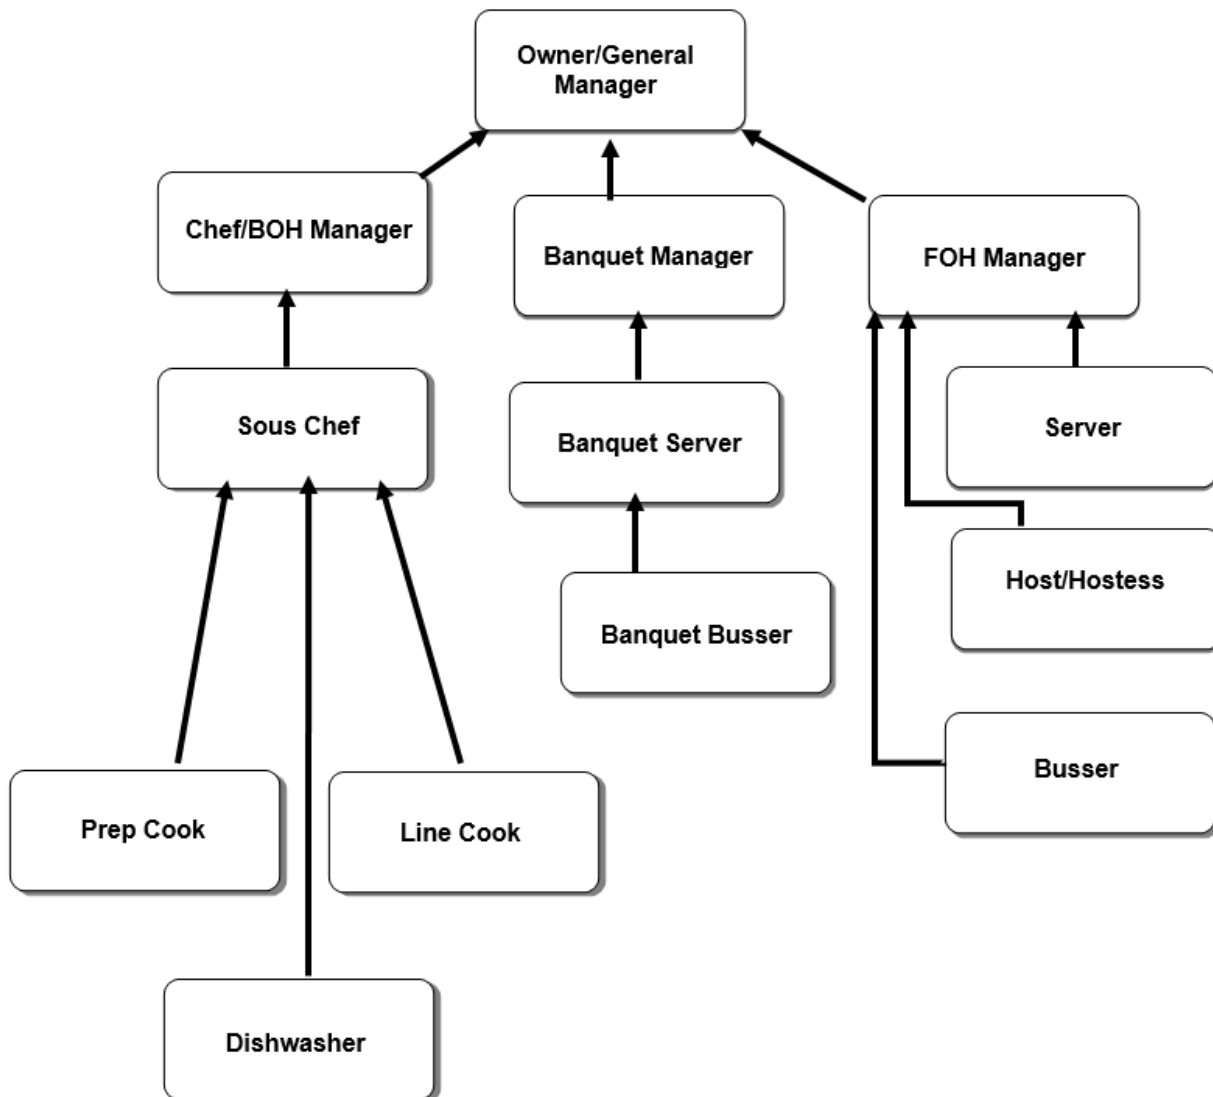 Owner/General
Manager
Chef/BOH Manager
Banquet Manager
FOH Manager
Sous Chef
Banquet Server
Server
Host/Hostess
Banquet Busser
Busser
Prep Cook
Line Cook
Dishwasher